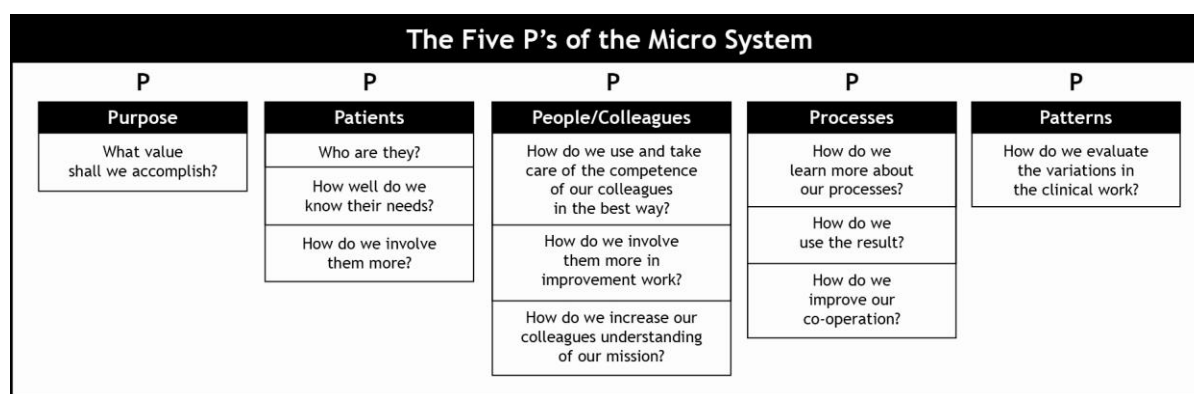 The Five P’s of the Micro System
P
Purpose
What value
shall we accomplish?
P
Patients
Who are they?
How well do we
know their needs?
How do we involve
them more?
P
People/Colleagues
How do we use and take
care of the competence
of our colleagues
in the best way?
How do we involve
them more in
improvement work?
How do we increase our
colleagues understanding
of our mission?
P
Processes
How do we
learn more about
our processes?
How do we
use the result?
How do we
improve our
co-operation?
P
Patterns
How do we evaluate
the variations in
the clinical work?